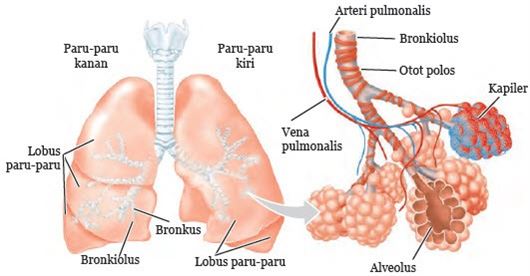 Paru-paru
kanan
Paru-paru
kiri
Lobus
paru-paru
Bronkus
Bronkiolus
Lobus paru-paru
Arteri pulmonalis
Bronkiolus
Otot polos
Kapiler
Vena
pulmonalis
Alveolus